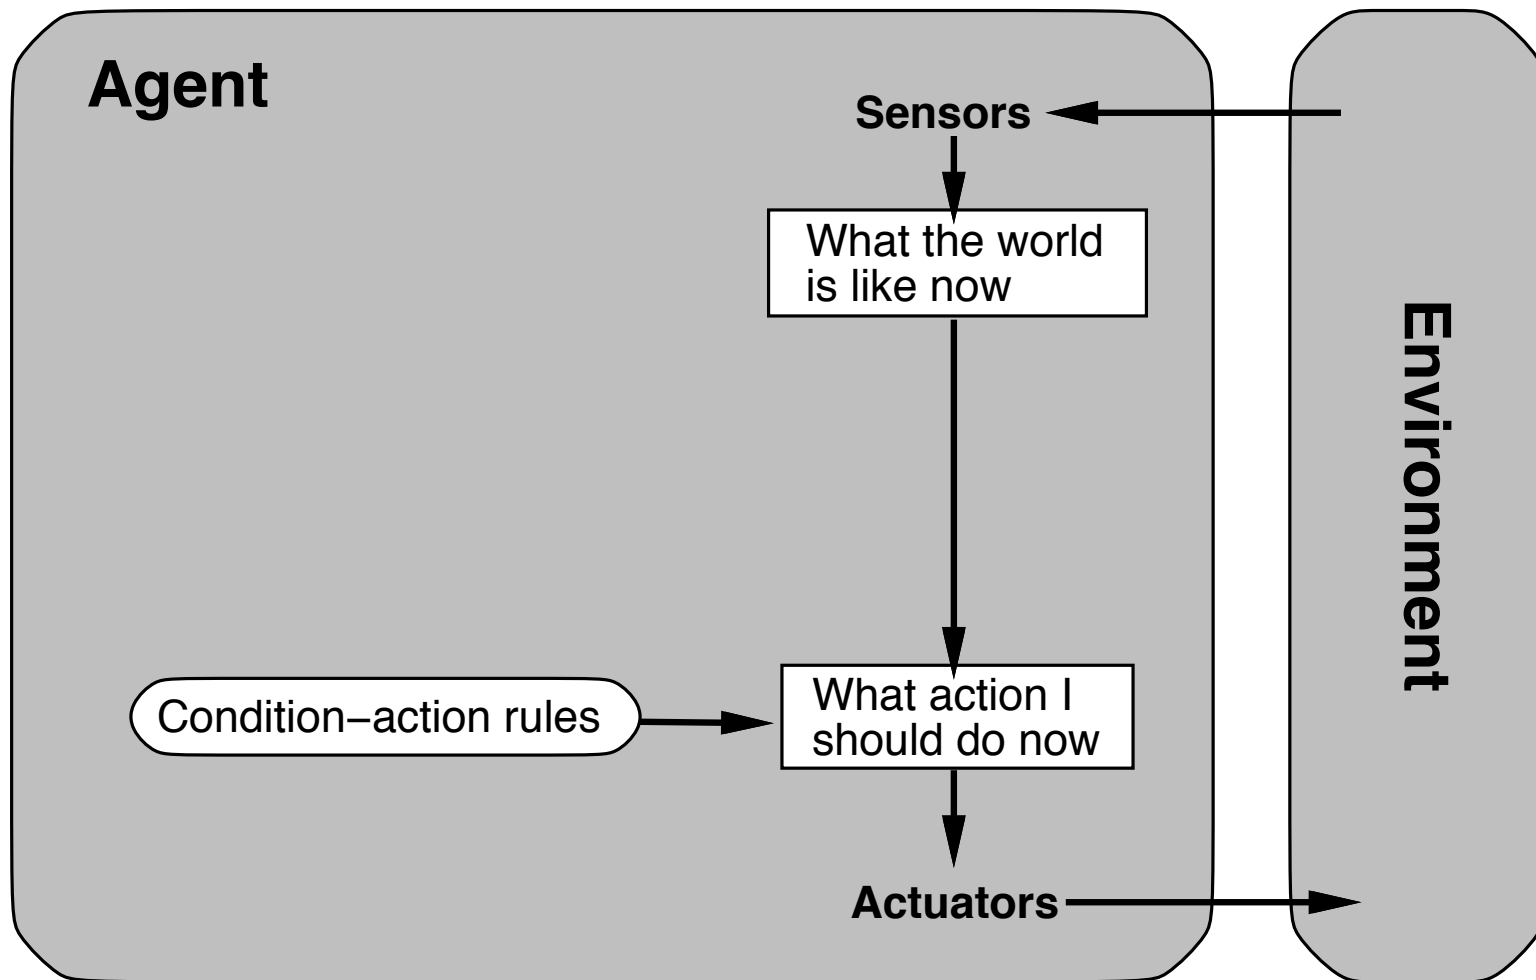 Agent
Sensors
What the world
is like now
Environment
Condition−action rules
What action I
should do now
Actuators